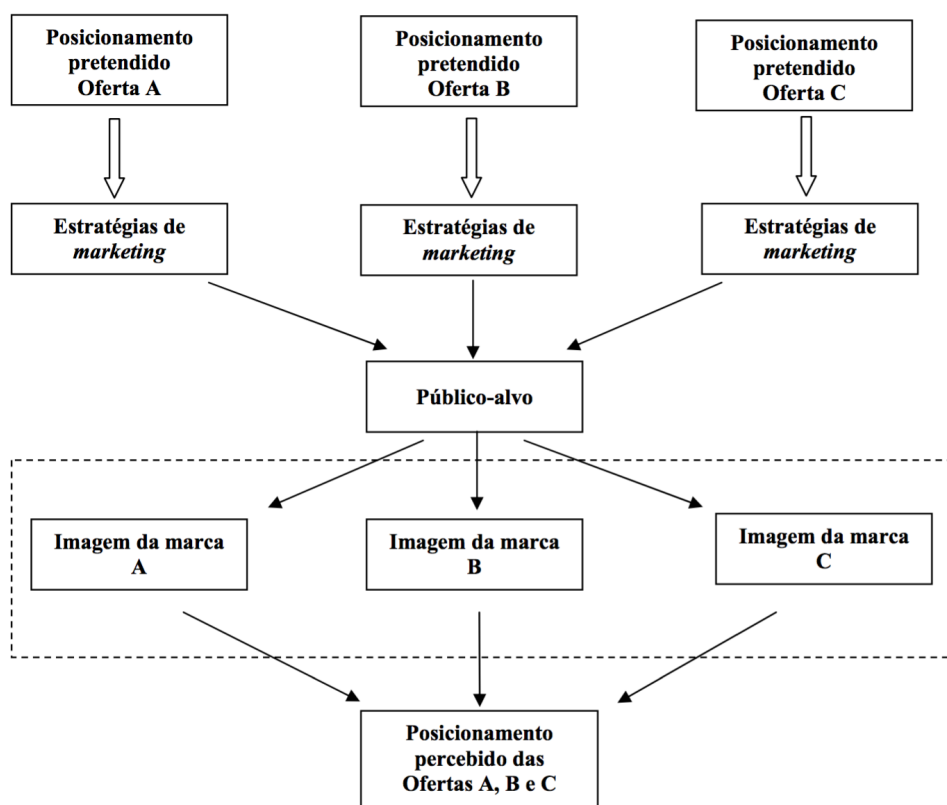 Posicionamento
pretendido
Oferta A
Posicionamento
pretendido
Oferta B
Posicionamento
pretendido
Oferta C
Estratégias de
marketing
Estratégias de
marketing
Estratégias de
marketing
Público-alvo
Imagem da marca
A
Imagem da marca
B
Imagem da marca
C
Posicionamento
percebido das
Ofertas A, B e C